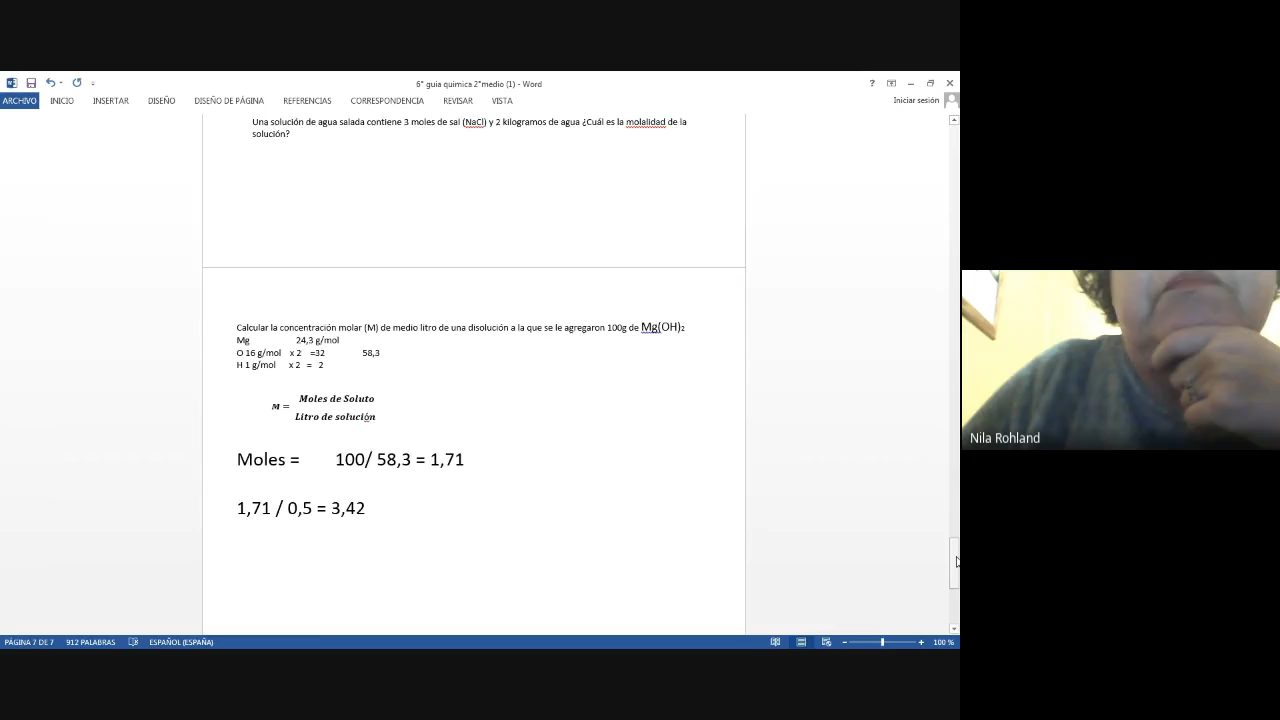 6° guia quimica 2°medio (1) - Word
?
ARCHIVO INICIO INSERTAR DISEÑO DISEÑO DE PÁGINA REFERENCIAS CORRESPONDENCIA REVISAR VISTA Iniciar sesión
Una solución de agua salada contiene 3 moles de sal (NaCl) y 2 kilogramos de agua ¿Cuál es la molalidad de la
solución?
Calcular la concentración molar (M) de medio litro de una disolución a la que se le agregaron 100g de Mg(OH)₂
Mg 24,3 g/mol
O 16 g/mol x 2 =32 58,3
H 1 g/mol x 2 = 2
M = Moles de Soluto
Litro de solución
Moles = 100/ 58,3 = 1,71
1,71 / 0,5 = 3,42
Nila Rohland
PÁGINA 7 DE 7 912 PALABRAS ESPAÑOL (ESPAÑA) 100 %